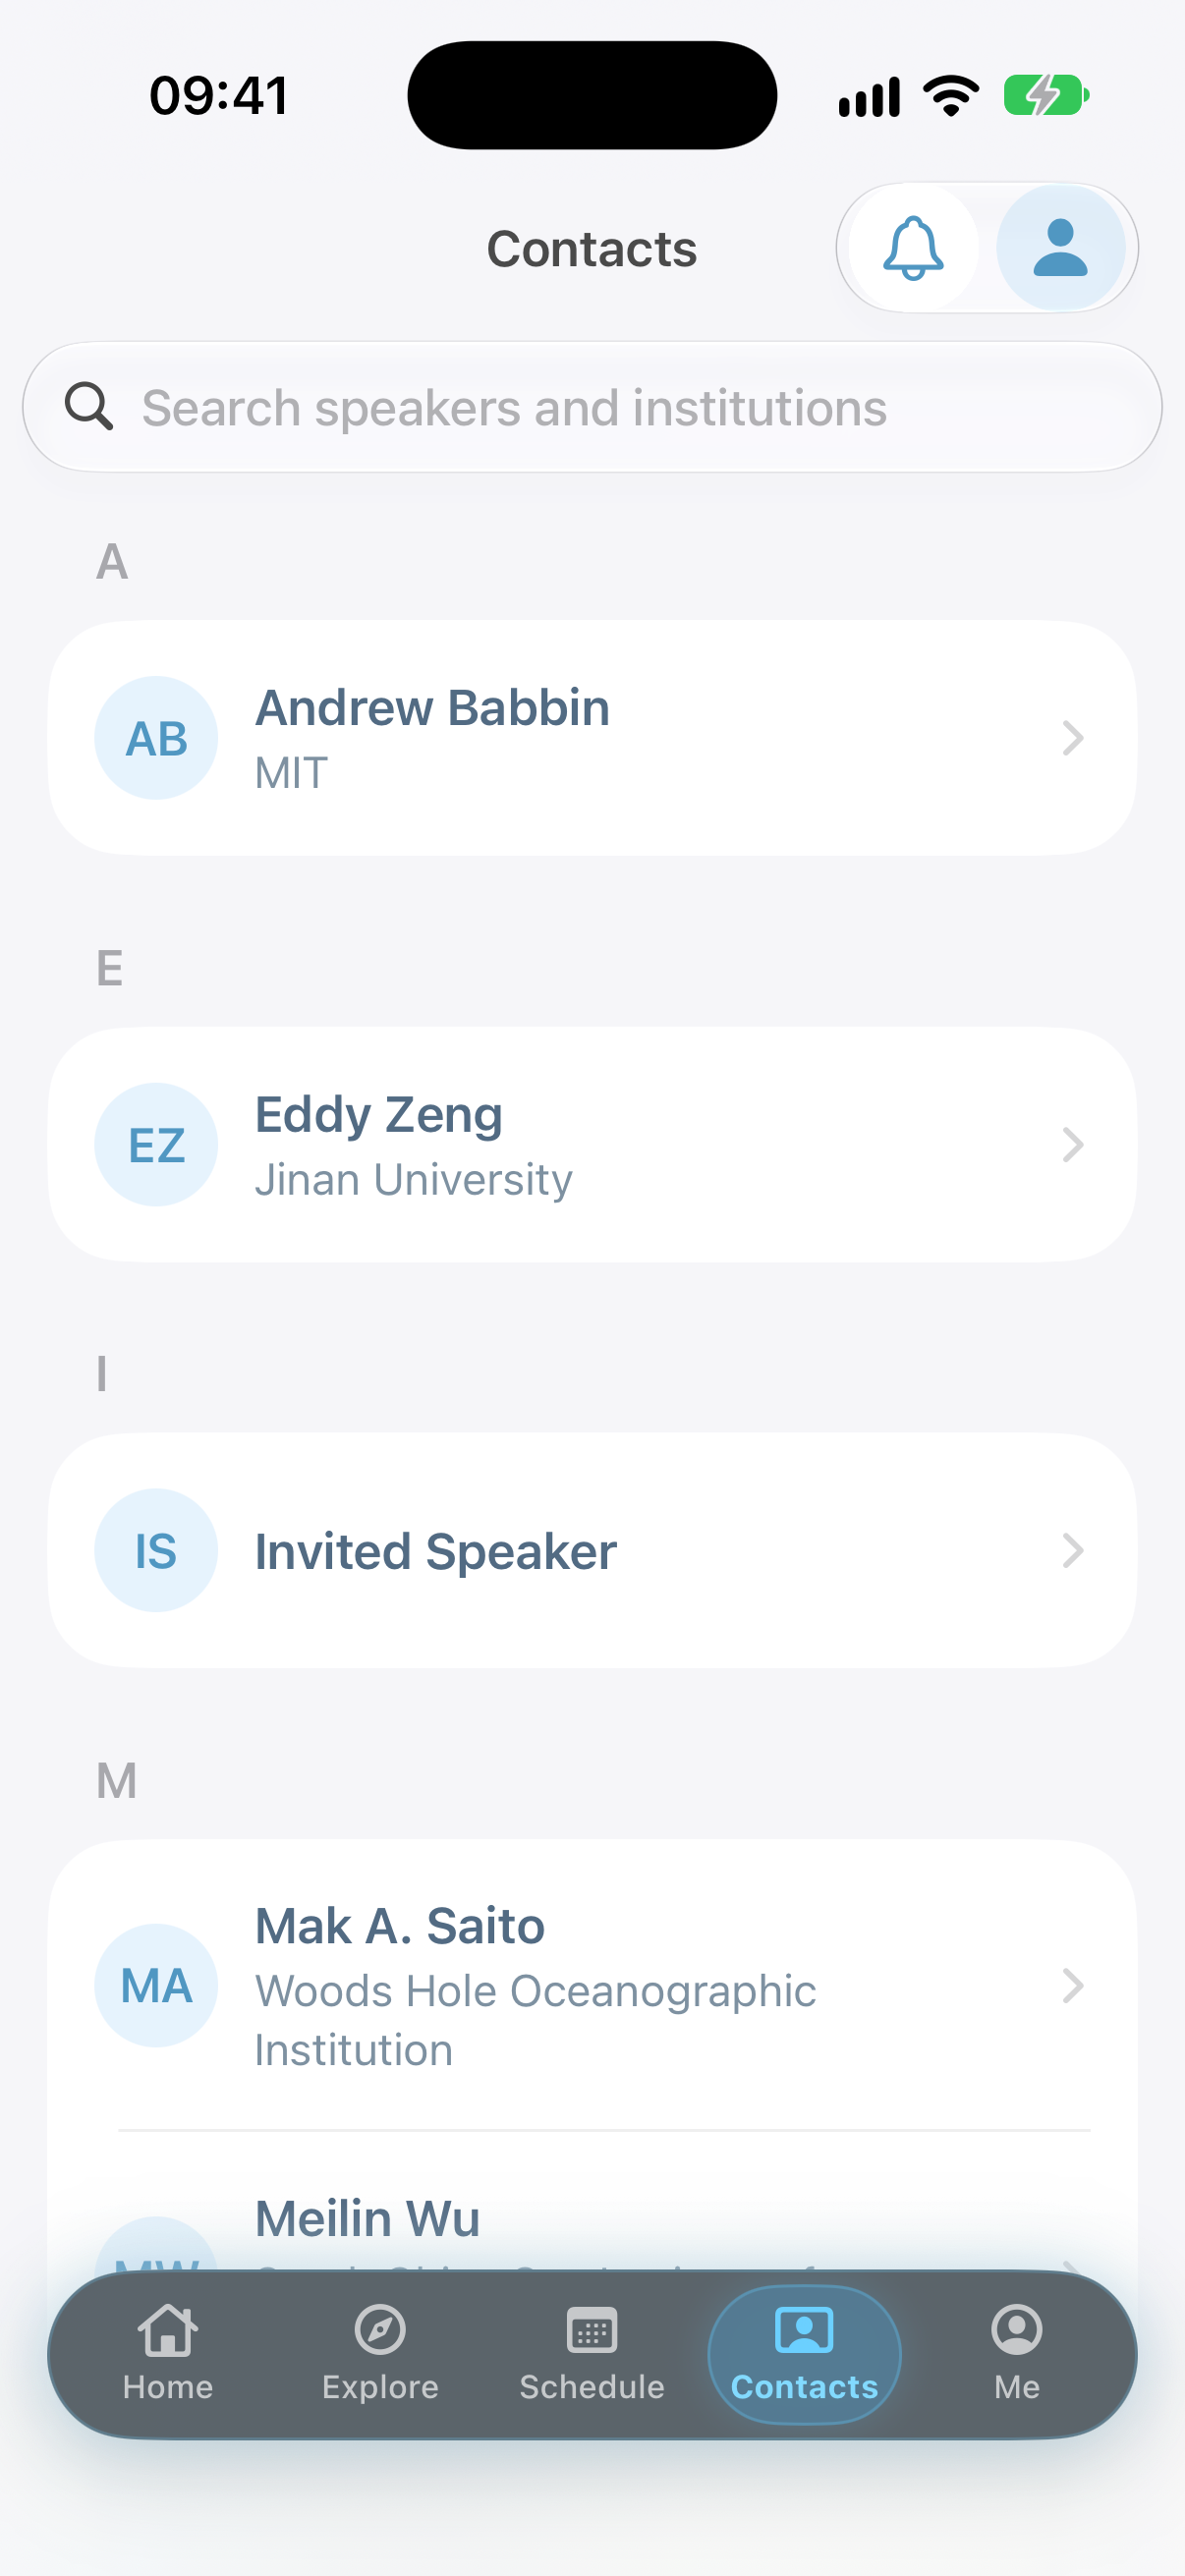 09:41
Contacts
Search speakers and institutions
A
AB
Andrew Babbin
MIT
E
EZ
Eddy Zeng
Jinan University
I
IS
Invited Speaker
M
MA
Mak A. Saito
Woods Hole Oceanographic
Institution
MW
Meilin Wu
Home
Explore
Schedule
Contacts
Me